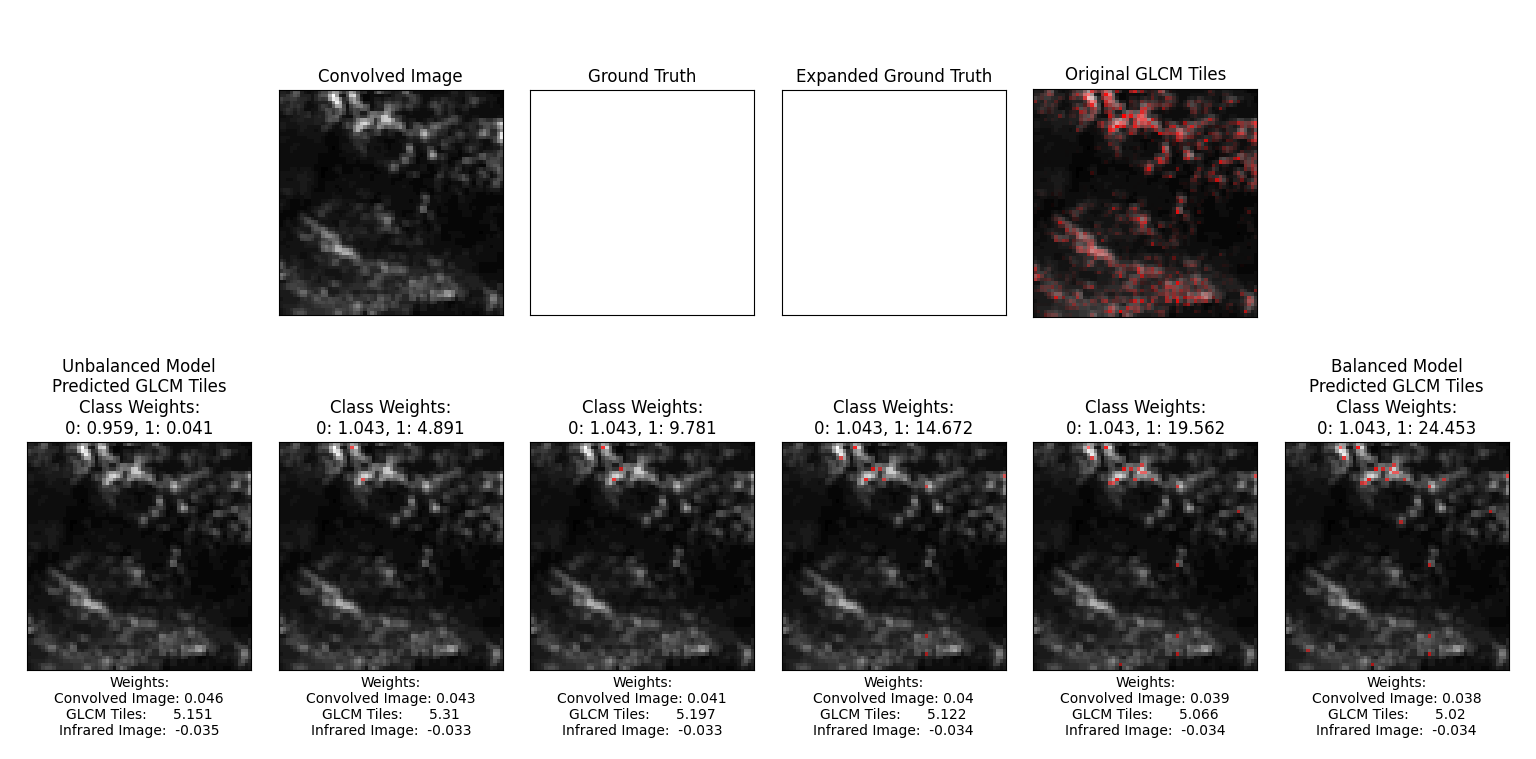 Convolved Image
Ground Truth
Expanded Ground Truth
Original GLCM Tiles
Unbalanced Model
Predicted GLCM Tiles
Class Weights:
0: 0.959, 1: 0.041
Class Weights:
0: 1.043, 1: 4.891
Class Weights:
0: 1.043, 1: 9.781
Class Weights:
0: 1.043, 1: 14.672
Class Weights:
0: 1.043, 1: 19.562
Balanced Model
Predicted GLCM Tiles
Class Weights:
0: 1.043, 1: 24.453
Weights:
Convolved Image: 0.046
GLCM Tiles: 5.151
Infrared Image: -0.035
Weights:
Convolved Image: 0.043
GLCM Tiles: 5.31
Infrared Image: -0.033
Weights:
Convolved Image: 0.041
GLCM Tiles: 5.197
Infrared Image: -0.033
Weights:
Convolved Image: 0.04
GLCM Tiles: 5.122
Infrared Image: -0.034
Weights:
Convolved Image: 0.039
GLCM Tiles: 5.066
Infrared Image: -0.034
Weights:
Convolved Image: 0.038
GLCM Tiles: 5.02
Infrared Image: -0.034